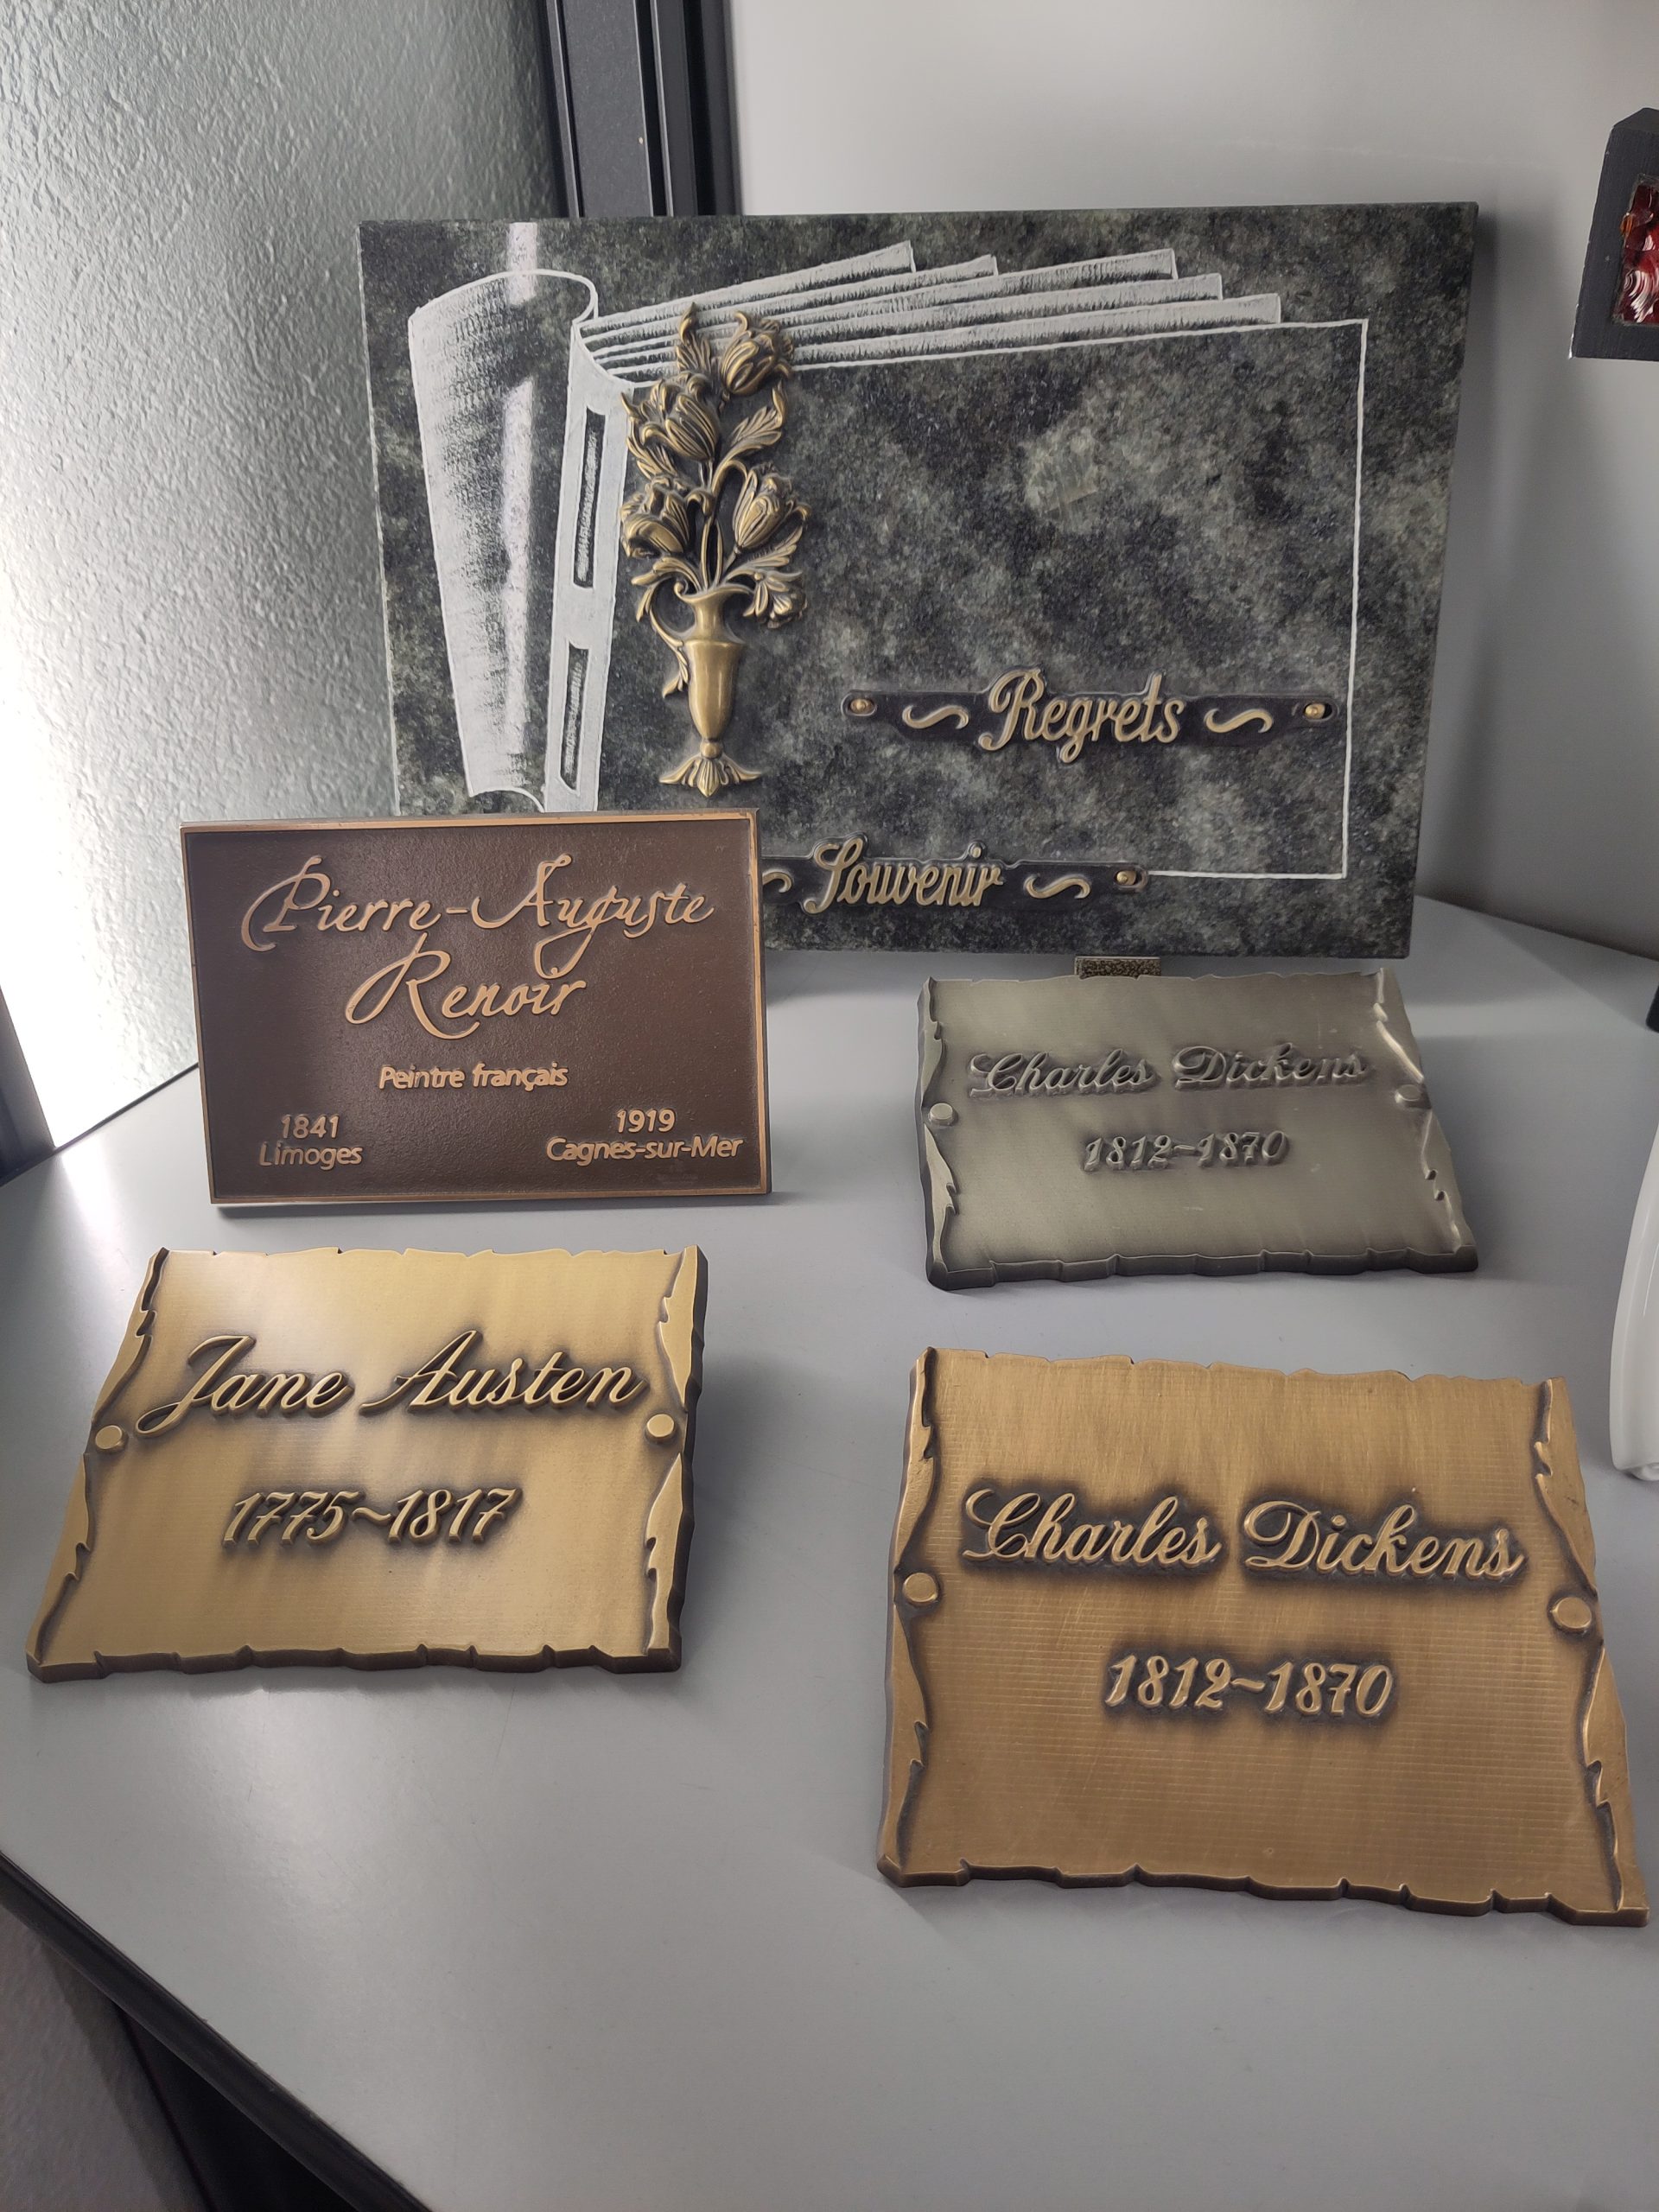 Regrets
Souvenir
Pierre-Auguste
Renoir
Peintre français
1841
Limoges
1919
Cagnes-sur-Mer
Charles Dickens
1812~1870
Jane Austen
1775~1817
Charles Dickens
1812~1870